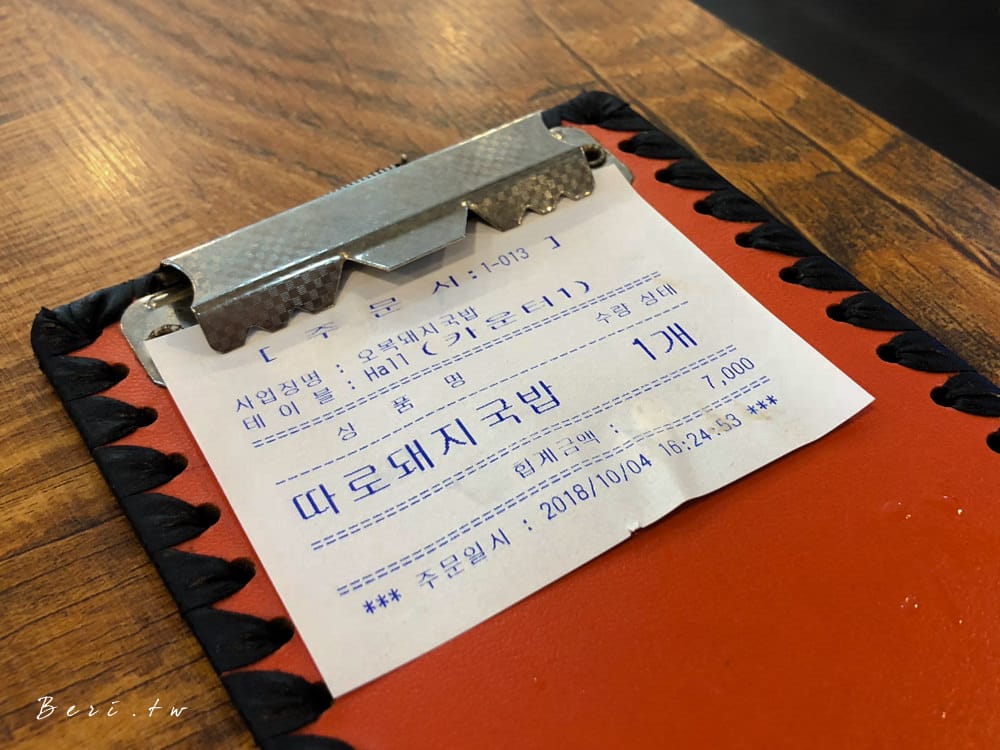 [ 주 문 서 : 1-013 ]
사업장명 : 오복돼지국밥
테 이 블 : Hall (카운터1)
상 품 명 수량 상태
따로돼지국밥 1개
7,000
합계금액 :
*** 주문일시 : 2018/10/04 16:24:53 ***
Beri.tw